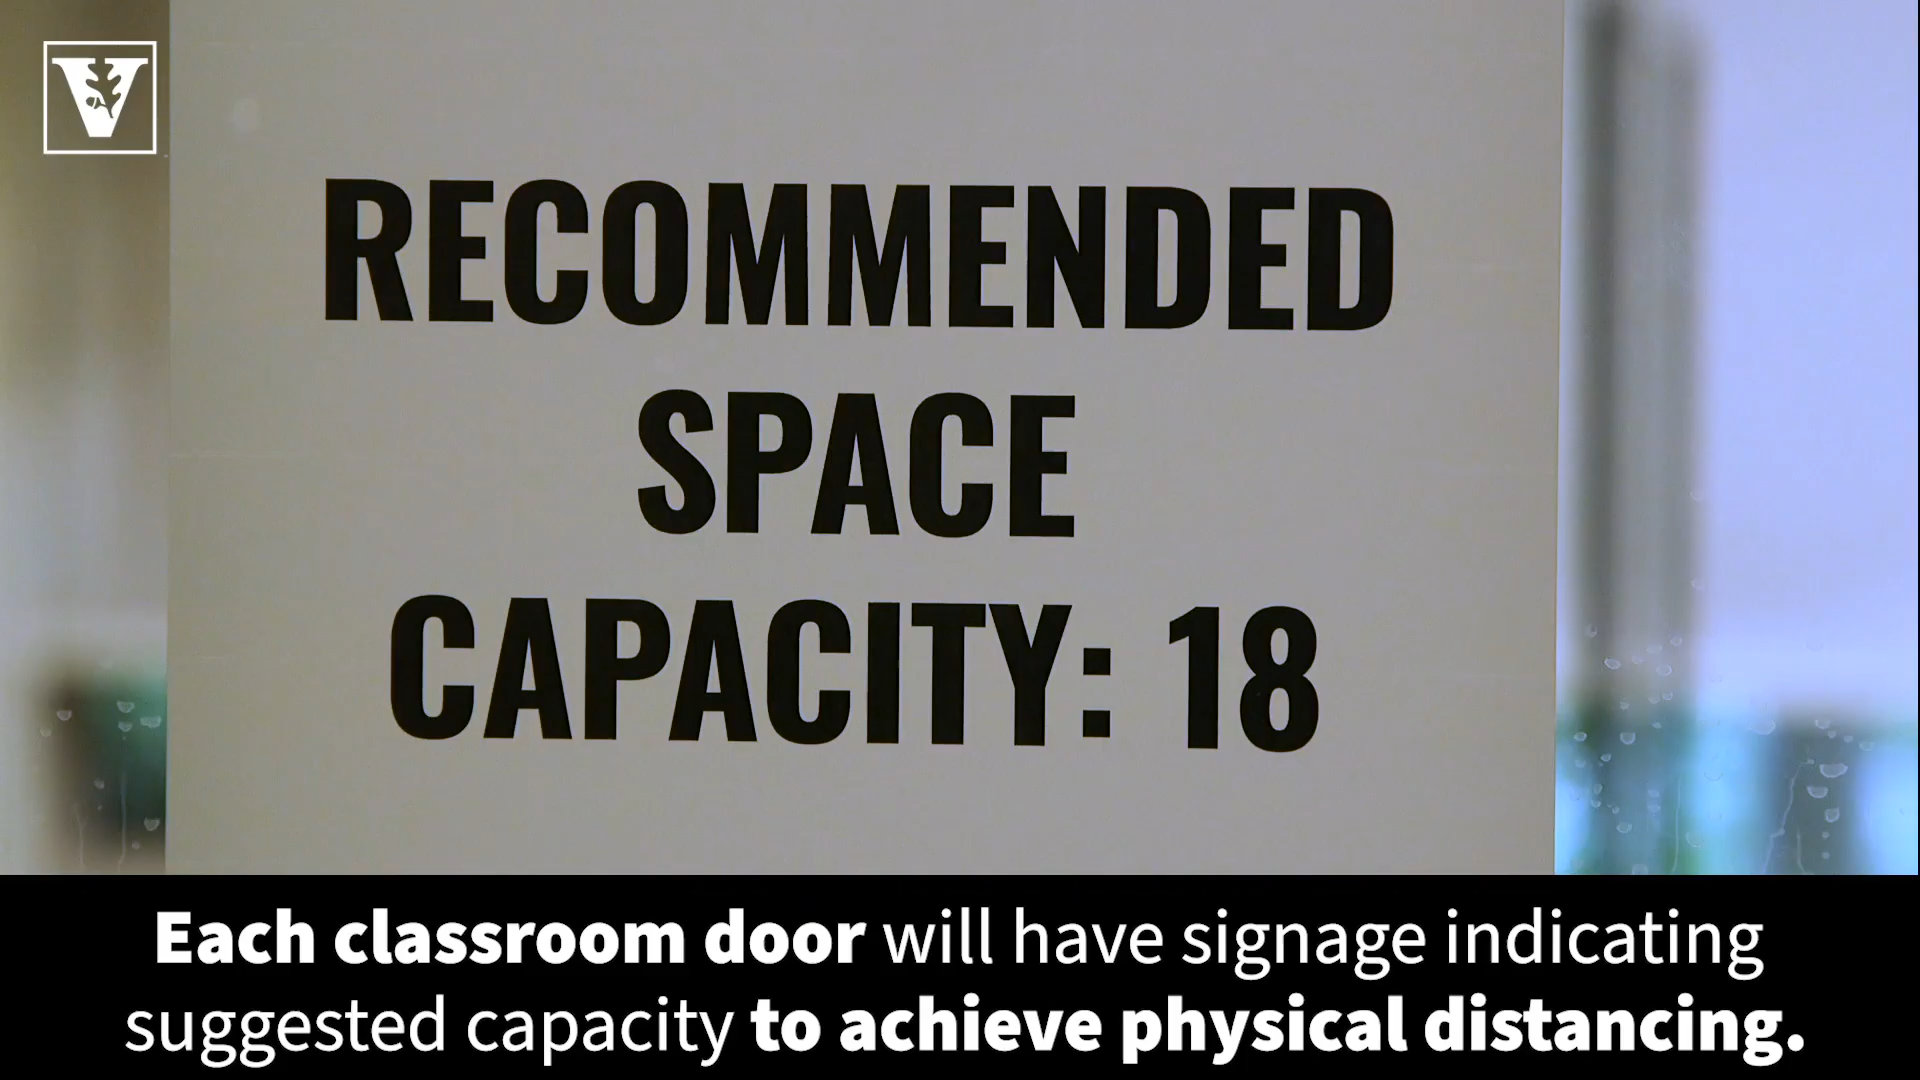 V
RECOMMENDED
SPACE
CAPACITY: 18
Each classroom door will have signage indicating
suggested capacity to achieve physical distancing.